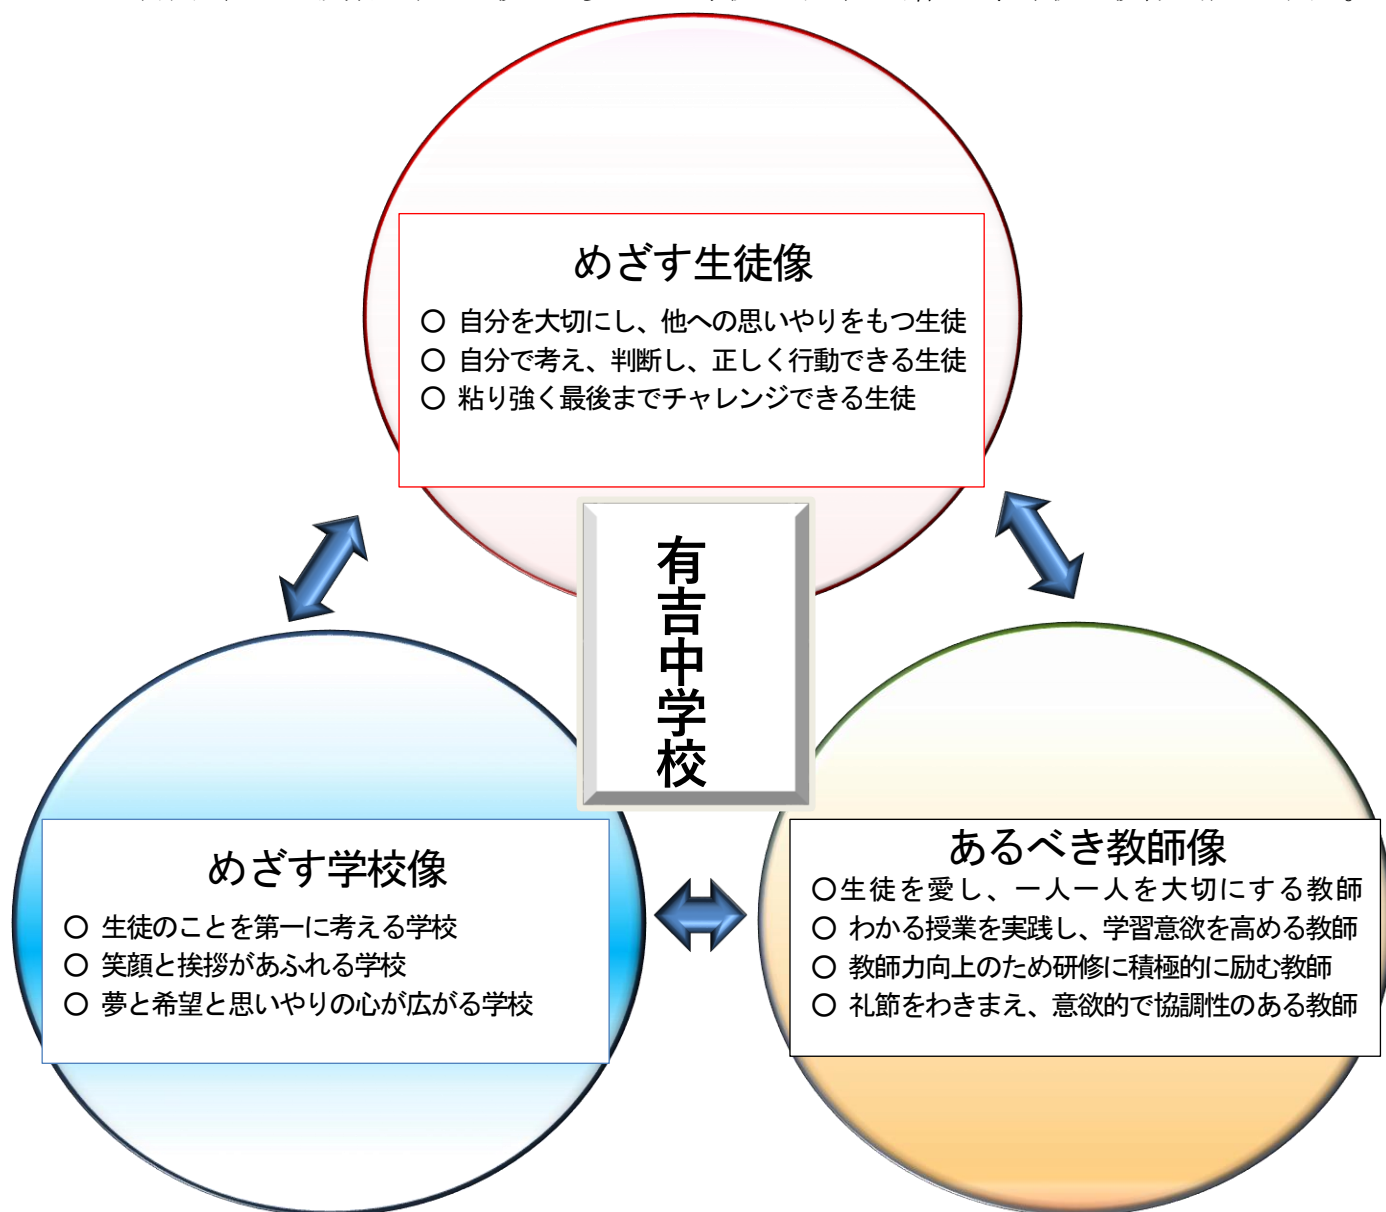 めざす生徒像
○ 自分を大切にし、他への思いやりをもつ生徒
○ 自分で考え、判断し、正しく行動できる生徒
○ 粘り強く最後までチャレンジできる生徒
有吉中学校
めざす学校像
○ 生徒のことを第一に考える学校
○ 笑顔と挨拶があふれる学校
○ 夢と希望と思いやりの心が広がる学校
あるべき教師像
○生徒を愛し、一人一人を大切にする教師
○ わかる授業を実践し、学習意欲を高める教師
○ 教師力向上のため研修に積極的に励む教師
○ 礼節をわきまえ、意欲的で協調性のある教師